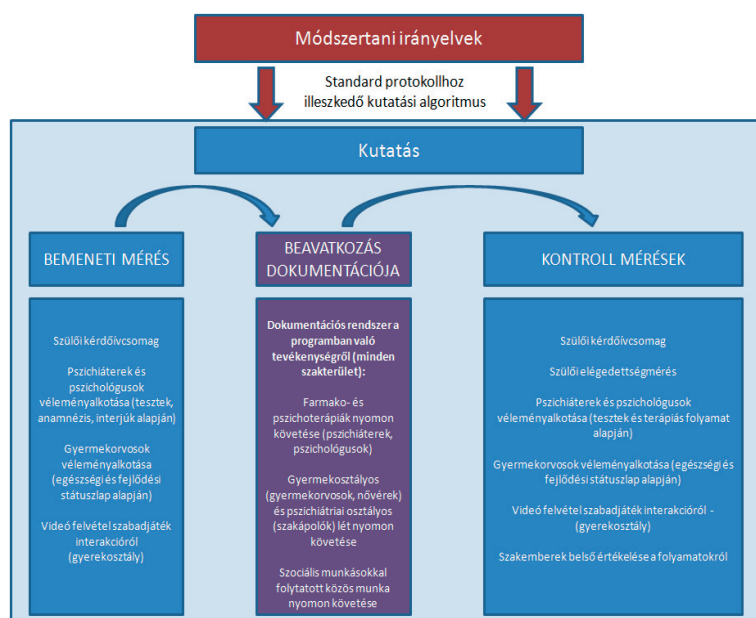 Módszertani irányelvek
Standard protokollhoz
illeszkedő kutatási algoritmus
Kutatás
BEMENETI MÉRÉS
Szülői kérdőívcsomag
Pszichiáterek és
pszichológusok
véleményalkotása (tesztek,
anamnézis, interjúk alapján)
Gyermekorvosok
véleményalkotása
(egészségi és fejlődési
státuszlap alapján)
Videó felvétel szabadjáték
interakcióról
(gyerekosztály)
BEAVATKOZÁS
DOKUMENTÁCIÓJA
Dokumentációs rendszer a
programban való
tevékenységről (minden
szakterület):
Farmako- és
pszichoterápiák nyomon
követése (pszichiáterek,
pszichológusok)
Gyermekosztályos
(gyermekorvosok, nővérek)
és pszichiátriai osztályos
(szakápolók) lét nyomon
követése
Szociális munkásokkal
folytatott közös munka
nyomon követése
KONTROLL MÉRÉSEK
Szülői kérdőívcsomag
Szülői elégedettségmérés
Pszichiáterek és pszichológusok
véleményalkotása (tesztek és terápiás folyamat
alapján)
Gyermekorvosok véleményalkotása (egészségi és
fejlődési státuszlap alapján)
Videó felvétel szabadjáték interakcióról -
(gyerekosztály)
Szakemberek belső értékelése a folyamatokról